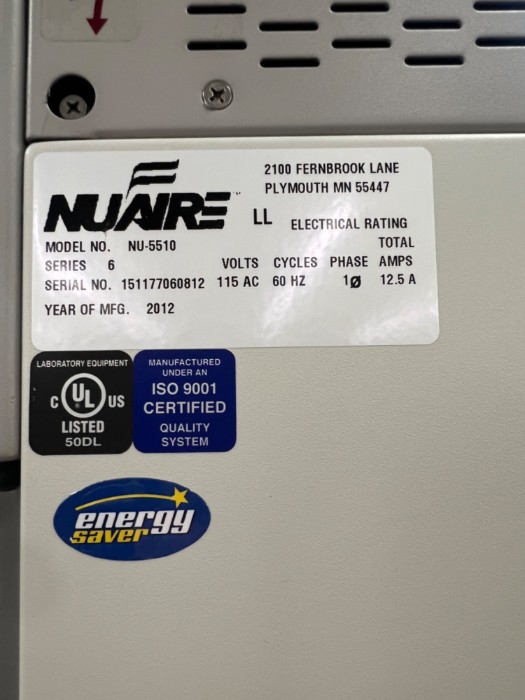 2100 FERNBROOK LANE
PLYMOUTH MN 55447
NUAIRE™
LL ELECTRICAL RATING
MODEL NO. NU-5510 TOTAL
SERIES 6 VOLTS CYCLES PHASE AMPS
SERIAL NO. 151177060812 115 AC 60 HZ 1Ø 12.5 A
YEAR OF MFG. 2012
LABORATORY EQUIPMENT
C UL US
LISTED
50DL
MANUFACTURED
UNDER AN
ISO 9001
CERTIFIED
QUALITY
SYSTEM
energy
saver